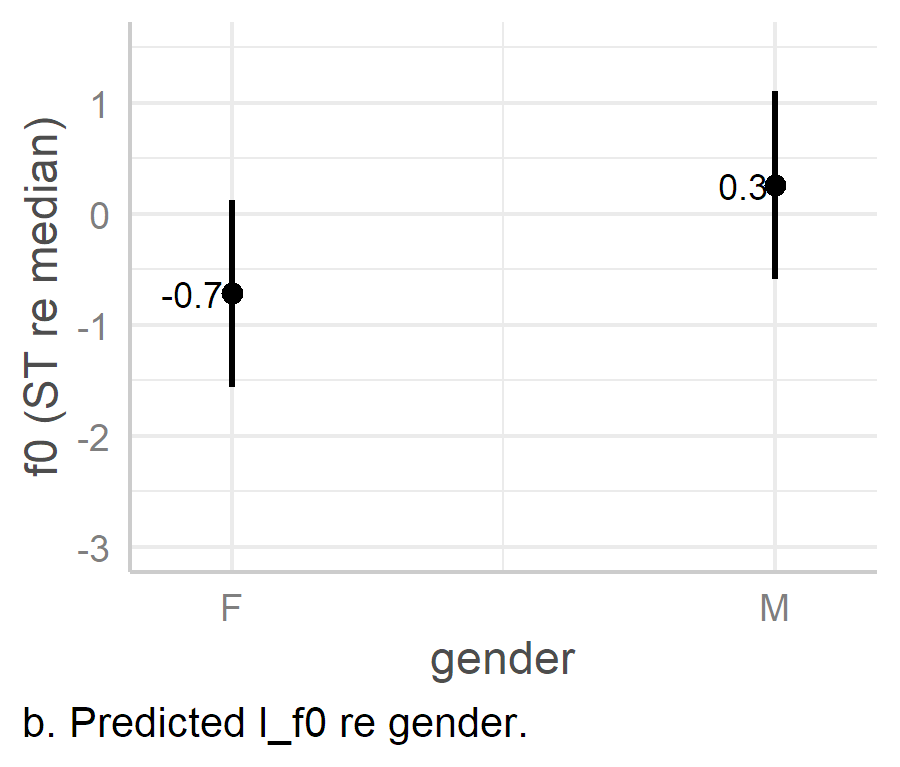 f0 (ST re median)
1
0
-1
-2
-3
-0.7
0.3
F
M
gender
b. Predicted l_f0 re gender.